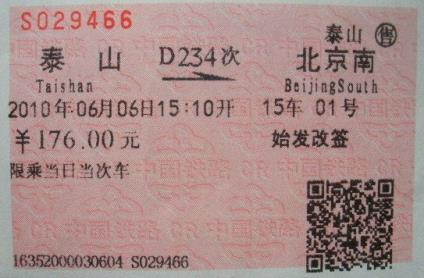 S029466
泰山 售
泰山 D234次 北京南
Taishan BeijingSouth
2010年06月06日15:10开 15车 01号
¥176.00元 始发改签
限乘当日当次车
16352000030604 S029466